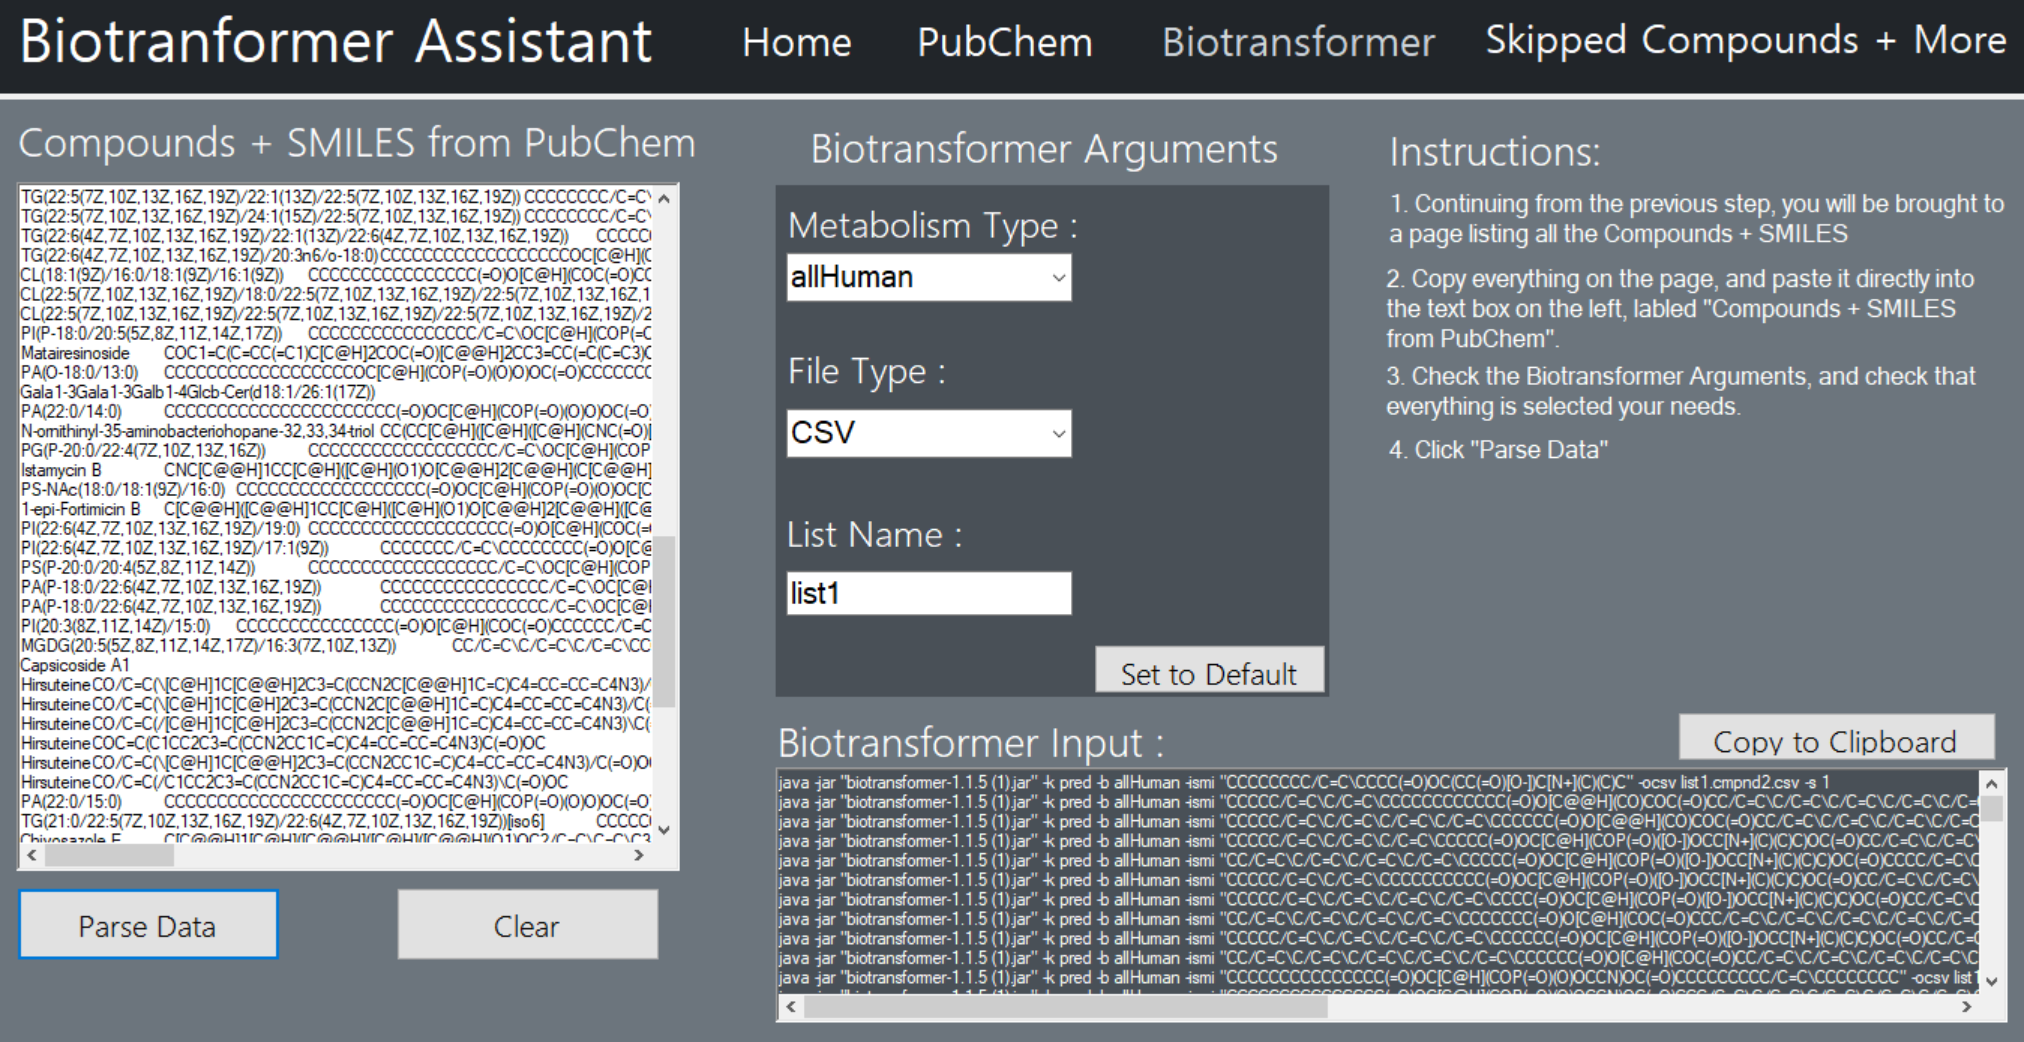 Biotranformer Assistant
Home
PubChem
Biotransformer
Skipped Compounds + More
Compounds + SMILES from PubChem
TG(22:5(7Z,10Z,13Z,16Z,19Z)/22:1(13Z)/22:5(7Z,10Z,13Z,16Z,19Z)) CCCCCCCC/C=C\
TG(22:5(7Z,10Z,13Z,16Z,19Z)/24:1(15Z)/22:5(7Z,10Z,13Z,16Z,19Z)) CCCCCCCC/C=C\
TG(22:6(4Z,7Z,10Z,13Z,16Z,19Z)/22:1(13Z)/22:6(4Z,7Z,10Z,13Z,16Z,19Z)) CCCCC
TG(22:6(4Z,7Z,10Z,13Z,16Z,19Z)/20:3n6/o-18:0) CCCCCCCCCCCCCCCCCCOC[C@H](C
CL(18:1(9Z)/16:0/18:1(9Z)/16:1(9Z)) CCCCCCCCCCCCCCCC(=O)O[C@H](COC(=O)CC
CL(22:5(7Z,10Z,13Z,16Z,19Z)/18:0/22:5(7Z,10Z,13Z,16Z,19Z)/22:5(7Z,10Z,13Z,16Z,1
CL(22:5(7Z,10Z,13Z,16Z,19Z)/22:5(7Z,10Z,13Z,16Z,19Z)/22:5(7Z,10Z,13Z,16Z,19Z)/2
PI(P-18:0/20:5(5Z,8Z,11Z,14Z,17Z)) CCCCCCCCCCCCCCCC/C=C\OC[C@H](COP(=O
Matairesinoside COC1=C(C=CC(=C1)C[C@H]2COC(=O)[C@@H]2CC3=CC(=C(C=C3)O
PA(O-18:0/13:0) CCCCCCCCCCCCCCCCCCOC[C@H](COP(=O)(O)O)OC(=O)CCCCCCC
Gala1-3Gala1-3Galb1-4Glcb-Cer(d18:1/26:1(17Z))
PA(22:0/14:0) CCCCCCCCCCCCCCCCCCCCCC(=O)OC[C@H](COP(=O)(O)O)OC(=O)
N-ornithinyl-35-aminobacteriohopane-32,33,34-triol CC(CC[C@H]([C@H]([C@H](CNC(=O)[
PG(P-20:0/22:4(7Z,10Z,13Z,16Z)) CCCCCCCCCCCCCCCCCC/C=C\OC[C@H](COP
Istamycin B CNC[C@@H]1CC[C@H]([C@H](O1)O[C@@H]2[C@@H](C[C@@H]
PS-NAc(18:0/18:1(9Z)/16:0) CCCCCCCCCCCCCCCCCC(=O)OC[C@H](COP(=O)(O)OC[C
1-epi-Fortimicin B C[C@@H]([C@@H]1CC[C@H]([C@H](O1)O[C@@H]2[C@@H]([C@
PI(22:6(4Z,7Z,10Z,13Z,16Z,19Z)/19:0) CCCCCCCCCCCCCCCCCCC(=O)O[C@H](COC(=
PI(22:6(4Z,7Z,10Z,13Z,16Z,19Z)/17:1(9Z)) CCCCCCC/C=C\CCCCCCCC(=O)O[C@
PS(P-20:0/20:4(5Z,8Z,11Z,14Z)) CCCCCCCCCCCCCCCCCC/C=C\OC[C@H](COP
PA(P-18:0/22:6(4Z,7Z,10Z,13Z,16Z,19Z)) CCCCCCCCCCCCCCCC/C=C\OC[C@
PA(P-18:0/22:6(4Z,7Z,10Z,13Z,16Z,19Z)) CCCCCCCCCCCCCCCC/C=C\OC[C@
PI(20:3(8Z,11Z,14Z)/15:0) CCCCCCCCCCCCCCC(=O)O[C@H](COC(=O)CCCCCC/C=C
MGDG(20:5(5Z,8Z,11Z,14Z,17Z)/16:3(7Z,10Z,13Z)) CC/C=C\C/C=C\C/C=C\CC
Capsicoside A1
Hirsuteine CO/C=C(\[C@H]1C[C@@H]2C3=C(CCN2C[C@@H]1C=C)C4=CC=CC=C4N3)/
Hirsuteine CO/C=C(\[C@H]1C[C@H]2C3=C(CCN2C[C@@H]1C=C)C4=CC=CC=C4N3)/C(
Hirsuteine CO/C=C(/[C@H]1C[C@H]2C3=C(CCN2C[C@@H]1C=C)C4=CC=CC=C4N3)\C(
Hirsuteine COC=C(C1CC2C3=C(CCN2CC1C=C)C4=CC=CC=C4N3)C(=O)OC
Hirsuteine CO/C=C(\[C@H]1C[C@@H]2C3=C(CCN2CC1C=C)C4=CC=CC=C4N3)/C(=O)O
Hirsuteine CO/C=C(/C1CC2C3=C(CCN2CC1C=C)C4=CC=CC=C4N3)\C(=O)OC
PA(22:0/15:0) CCCCCCCCCCCCCCCCCCCCCC(=O)OC[C@H](COP(=O)(O)O)OC(=O)
TG(21:0/22:5(7Z,10Z,13Z,16Z,19Z)/22:6(4Z,7Z,10Z,13Z,16Z,19Z))[iso6] CCCCC
Chivosazole F C[C@@H]1[C@H]([C@@H]([C@H]([C@@H](O1)OC2/C=C\C=C\C3
Parse Data
Clear
Biotransformer Arguments
Metabolism Type :
allHuman
File Type :
CSV
List Name :
list1
Set to Default
Instructions:
1. Continuing from the previous step, you will be brought to
a page listing all the Compounds + SMILES
2. Copy everything on the page, and paste it directly into
the text box on the left, labled "Compounds + SMILES
from PubChem".
3. Check the Biotransformer Arguments, and check that
everything is selected your needs.
4. Click "Parse Data"
Biotransformer Input :
Copy to Clipboard
java -jar "biotransformer-1.1.5 (1).jar" -k pred -b allHuman -ismi "CCCCCCCC/C=C\CCCC(=O)OC(CC(=O)[O-])C[N+](C)(C)C" -ocsv list1.cmpnd2.csv -s 1
java -jar "biotransformer-1.1.5 (1).jar" -k pred -b allHuman -ismi "CCCCC/C=C\C/C=C\CCCCCCCCCCCC(=O)O[C@@H](CO)COC(=O)CC/C=C\C/C=C\C/C=C\C/C=C\C/C=
java -jar "biotransformer-1.1.5 (1).jar" -k pred -b allHuman -ismi "CCCCC/C=C\C/C=C\C/C=C\C/C=C\CCCCCC(=O)O[C@@H](CO)COC(=O)CC/C=C\C/C=C\C/C=C\C/C=C
java -jar "biotransformer-1.1.5 (1).jar" -k pred -b allHuman -ismi "CCCCC/C=C\C/C=C\C/C=C\C/C=C\CCCCC(=O)OC[C@H](COP(=O)([O-])OCC[N+](C)(C)C)OC(=O)CC/C=C\C
java -jar "biotransformer-1.1.5 (1).jar" -k pred -b allHuman -ismi "CC/C=C\C/C=C\C/C=C\C/C=C\CCCCC(=O)OC[C@H](COP(=O)([O-])OCC[N+](C)(C)C)OC(=O)CCCC/C=C\C
java -jar "biotransformer-1.1.5 (1).jar" -k pred -b allHuman -ismi "CCCCC/C=C\C/C=C\CCCCCCCCCC(=O)OC[C@H](COP(=O)([O-])OCC[N+](C)(C)C)OC(=O)CC/C=C\C/C=C\
java -jar "biotransformer-1.1.5 (1).jar" -k pred -b allHuman -ismi "CCCCC/C=C\C/C=C\C/C=C\C/C=C\CCCC(=O)OC[C@H](COP(=O)([O-])OCC[N+](C)(C)C)OC(=O)CC/C=C\
java -jar "biotransformer-1.1.5 (1).jar" -k pred -b allHuman -ismi "CC/C=C\C/C=C\C/C=C\C/C=C\C/C=C\CCCCCC(=O)O[C@H](COC(=O)CCC/C=C\C/C=C\C/C=C\C/C=C
java -jar "biotransformer-1.1.5 (1).jar" -k pred -b allHuman -ismi "CCCCC/C=C\C/C=C\C/C=C\C/C=C\CCCCCC(=O)OC[C@H](COP(=O)([O-])OCC[N+](C)(C)C)OC(=O)CC/C=
java -jar "biotransformer-1.1.5 (1).jar" -k pred -b allHuman -ismi "CC/C=C\C/C=C\C/C=C\C/C=C\C/C=C\CCCCCC(=O)O[C@H](COC(=O)CC/C=C\C/C=C\C/C=C\C/C=C
java -jar "biotransformer-1.1.5 (1).jar" -k pred -b allHuman -ismi "CCCCCCCCCCCCCCC(=O)OC[C@H](COP(=O)(O)OCCN)OC(=O)CCCCCCCCC/C=C\CCCCCCCC" -ocsv list1